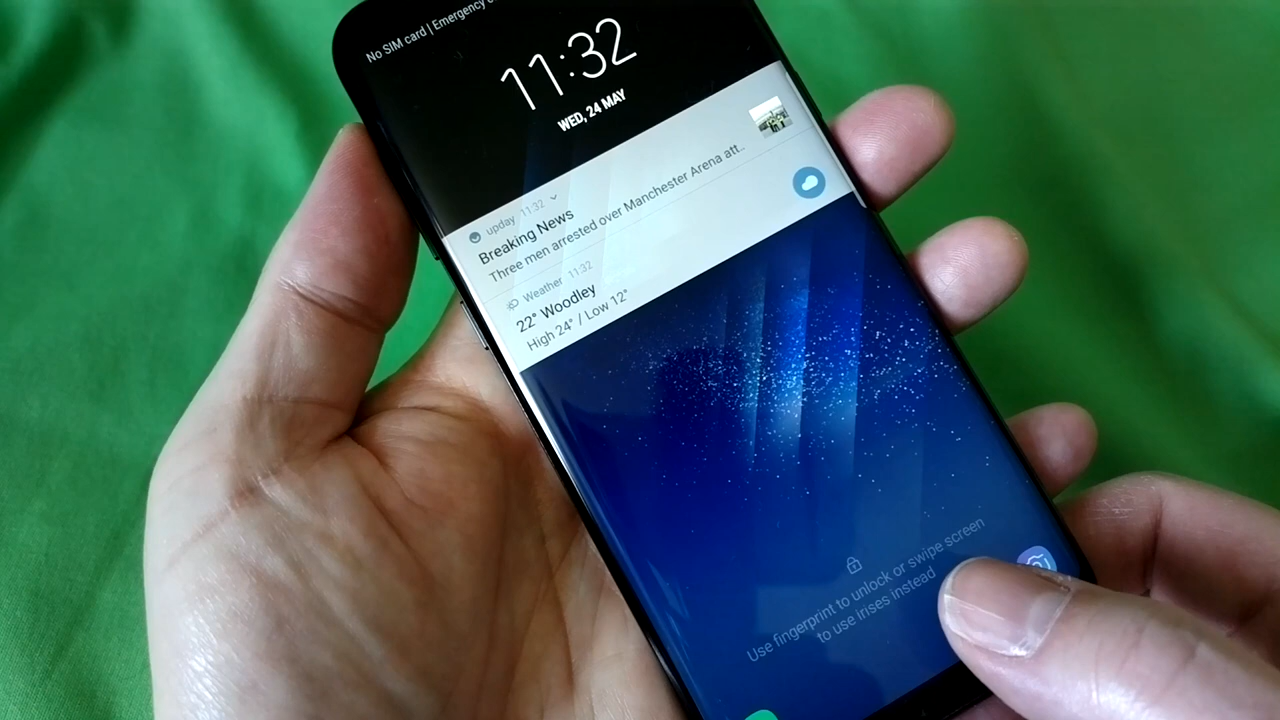 No SIM card | Emergency
11:32
WED, 24 MAY
upday 11:32
Breaking News
Three men arrested over Manchester Arena att..
Weather 11:32
22° Woodley
High 24° / Low 12°
Use fingerprint to unlock or swipe screen
to use irises instead